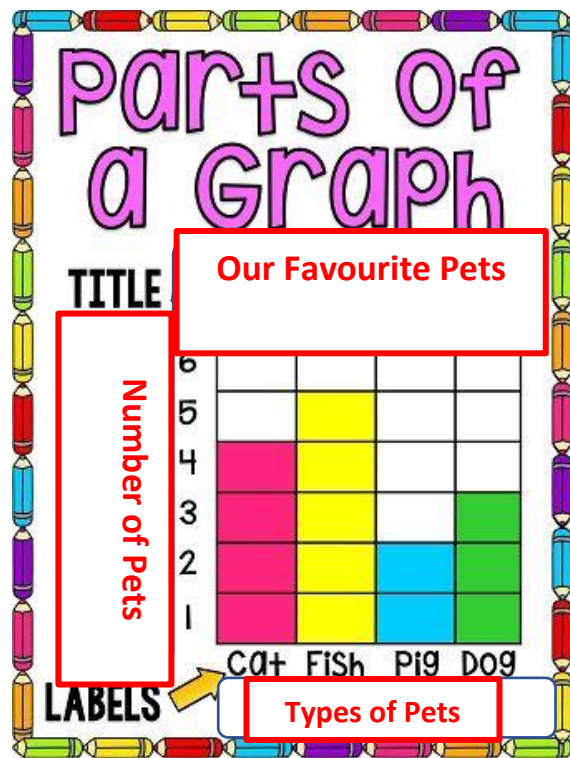 Parts of
a Graph
TITLE
Our Favourite Pets
Number of Pets
6
5
4
3
2
1
Cat Fish Pig Dog
LABELS
Types of Pets